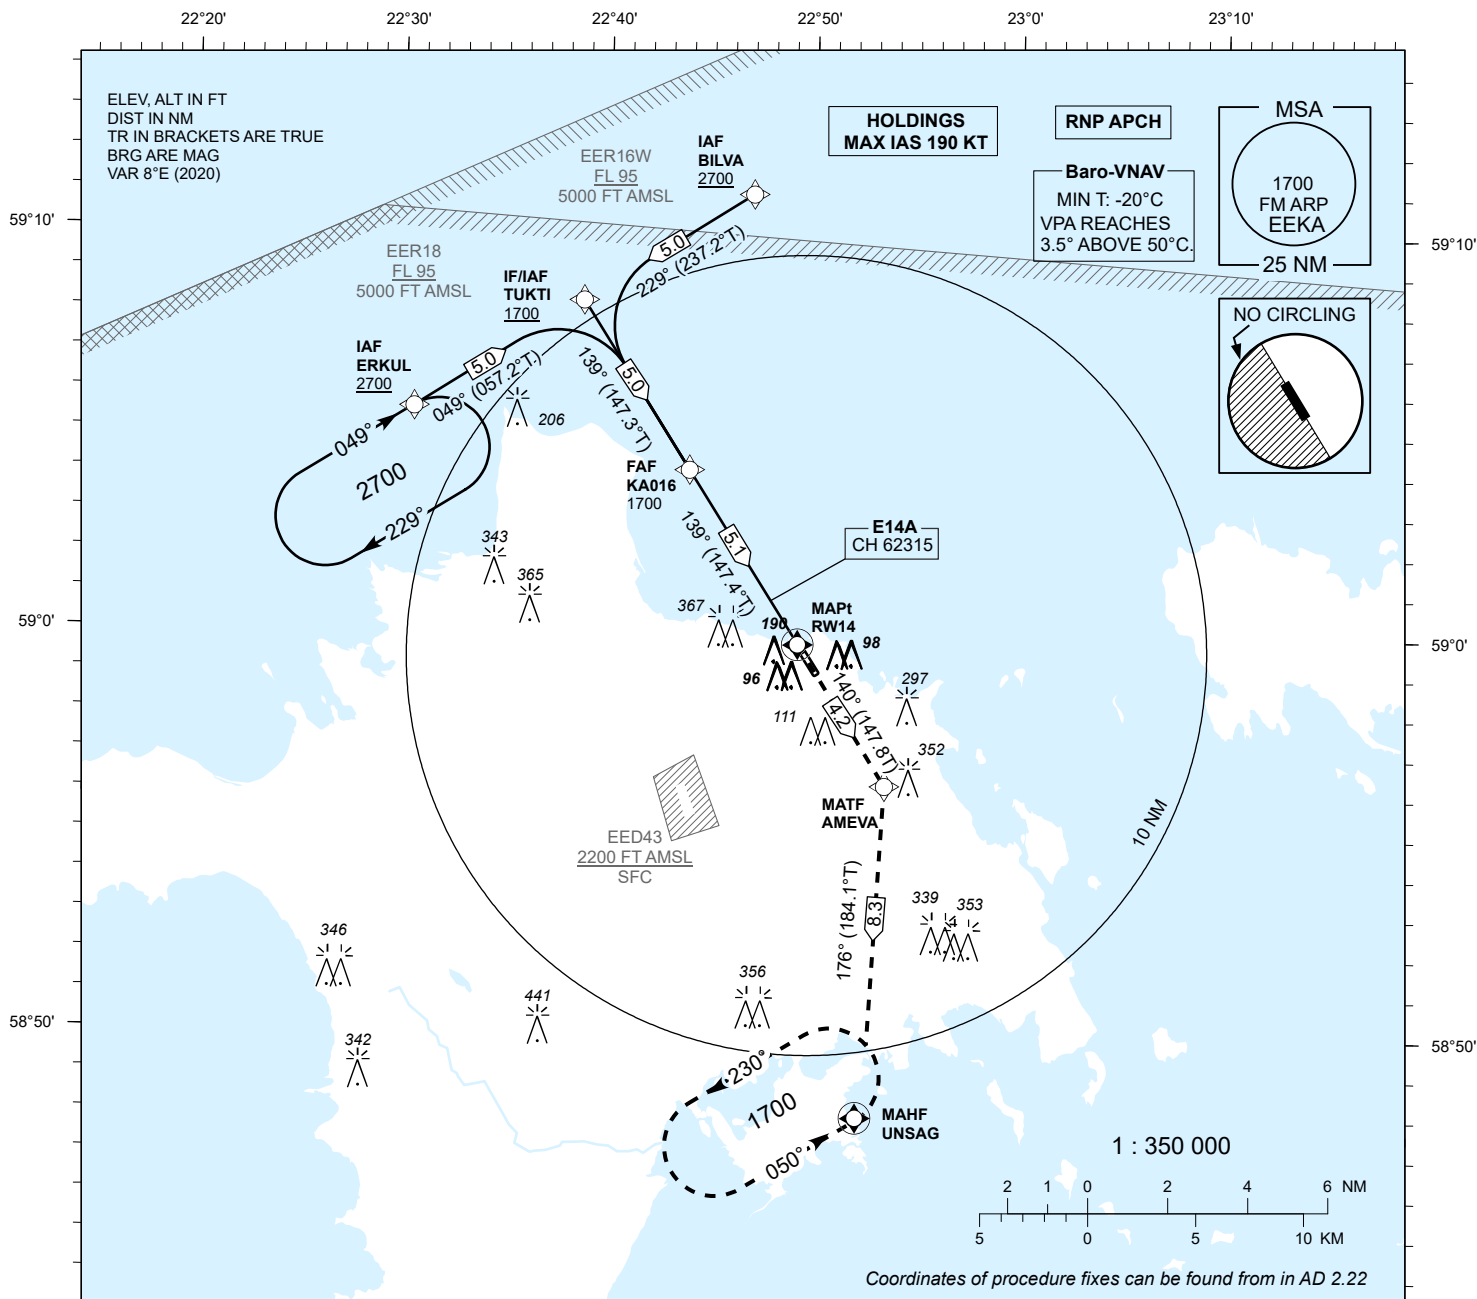 22°20'
22°30'
22°40'
22°50'
23°0'
23°10'
ELEV, ALT IN FT
DIST IN NM
TR IN BRACKETS ARE TRUE
BRG ARE MAG
VAR 8°E (2020)
HOLDINGS
MAX IAS 190 KT
RNP APCH
Baro-VNAV
MIN T: -20°C
VPA REACHES
3.5° ABOVE 50°C.
MSA
1700
FM ARP
EEKA
25 NM
NO CIRCLING
EER16W
FL 95
5000 FT AMSL
IAF
BILVA
2700
59°10'
59°10'
EER18
FL 95
5000 FT AMSL
IF/IAF
TUKTI
1700
5.0
229° (237.2°T)
IAF
ERKUL
2700
5.0
049° (057.2°T)
5.0
139° (147.3°T)
206
049°
2700
229°
FAF
KA016
1700
5.1
139° (147.4°T)
E14A
CH 62315
343
365
367
59°0'
59°0'
MAPt
RW14
190
98
96
111
297
352
140° (147.8T)
4.2
MATF
AMEVA
10 NM
EED43
2200 FT AMSL
SFC
176° (184.1°T)
8.3
339
353
4
346
356
441
342
58°50'
58°50'
230°
1700
050°
MAHF
UNSAG
1 : 350 000
2 1 0 2 4 6 NM
5 0 5 10 KM
Coordinates of procedure fixes can be found from in AD 2.22